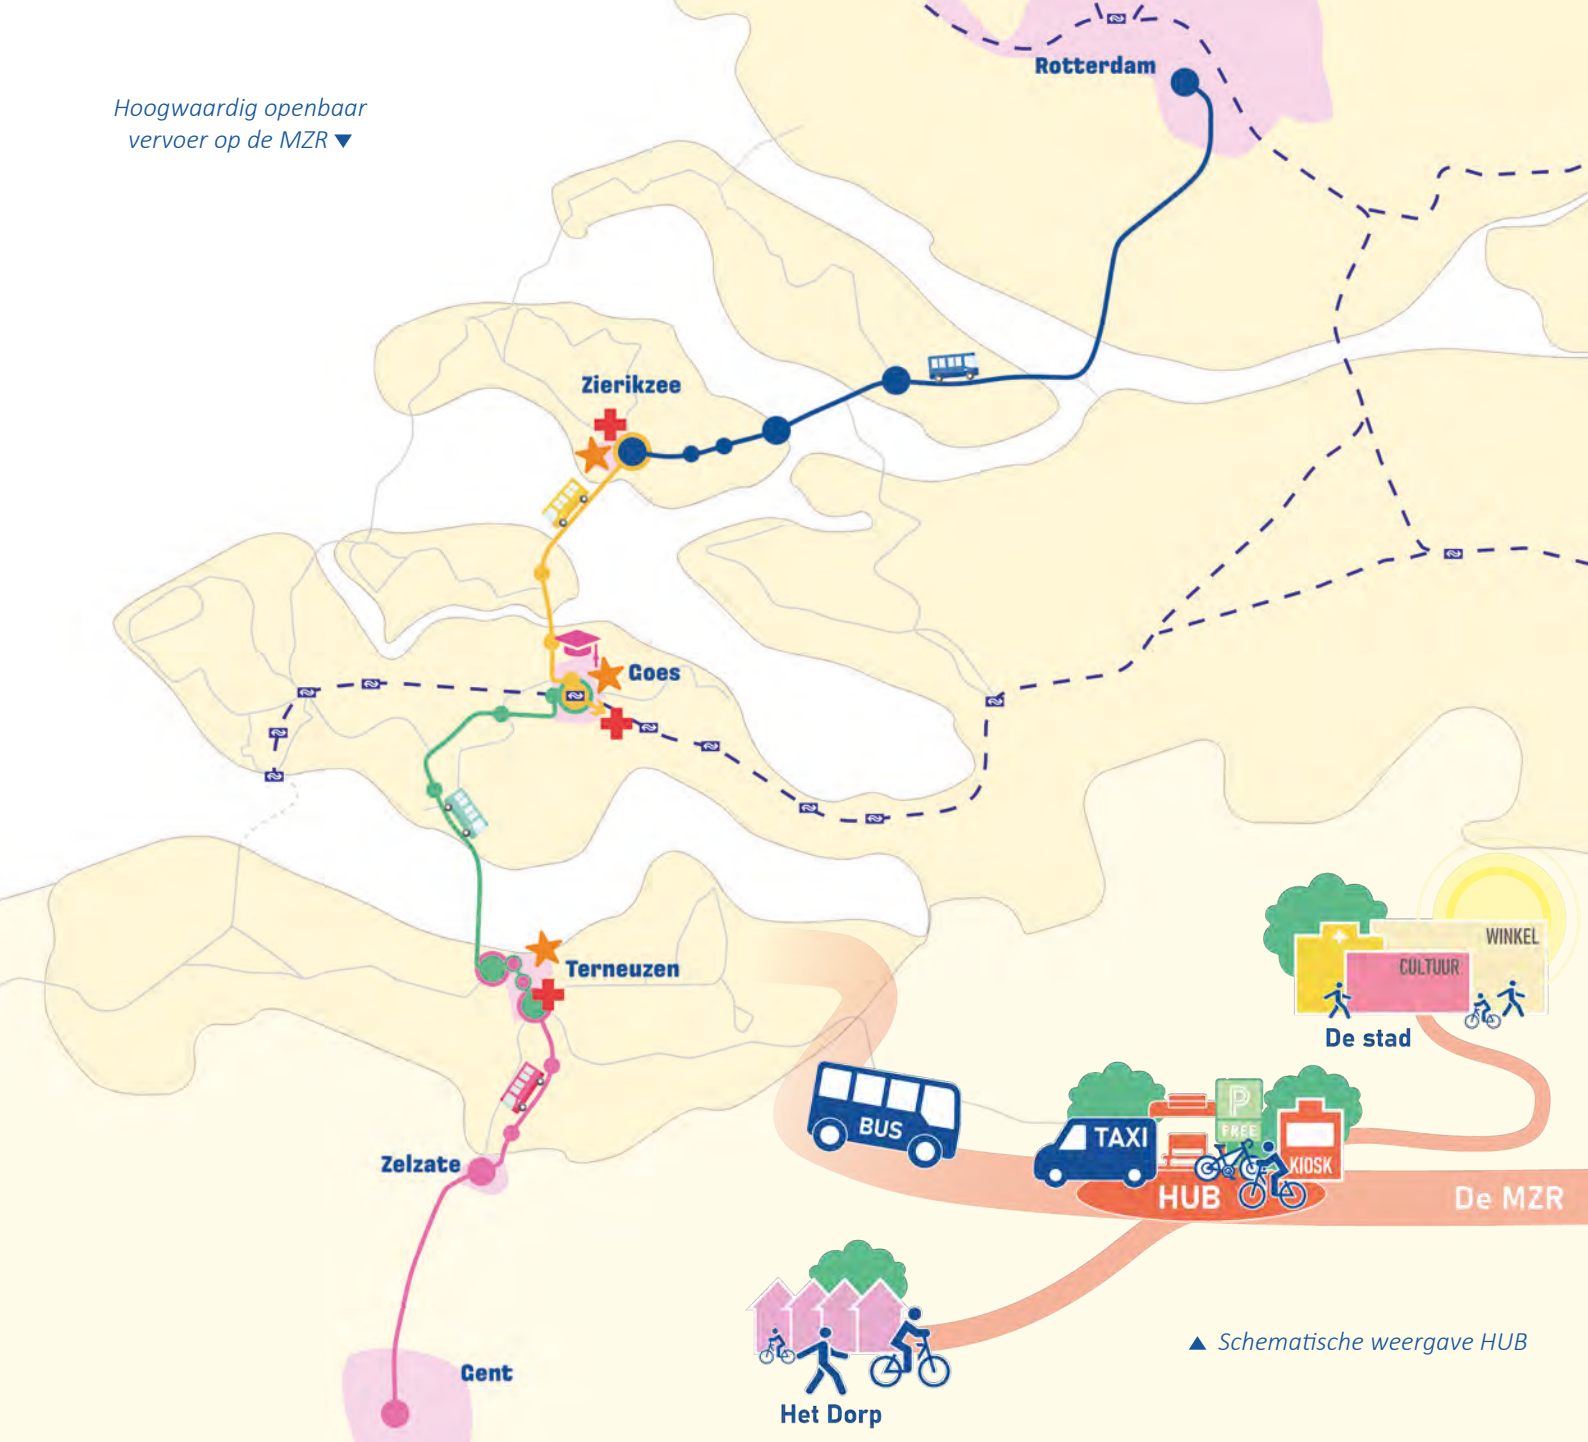 Rotterdam
Hoogwaardig openbaar
vervoer op de MZR
Zierikzee
Goes
Terneuzen
Zelzate
Gent
WINKEL
CULTUUR
De stad
BUS
TAXI
P
FREE
KIOSK
HUB
De MZR
Schematische weergave HUB
Het Dorp